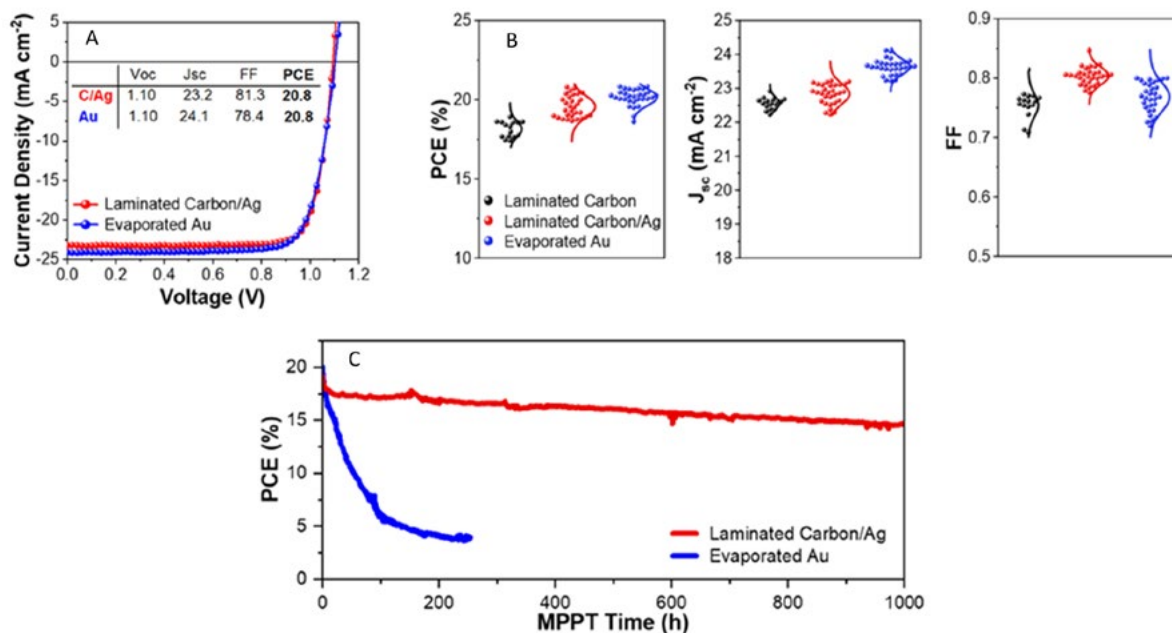 A
Current Density (mA cm-2)
5
0
-5
-10
-15
-20
-25
Voc Jsc FF PCE
C/Ag 1.10 23.2 81.3 20.8
Au 1.10 24.1 78.4 20.8
Laminated Carbon/Ag
Evaporated Au
0.0 0.2 0.4 0.6 0.8 1.0 1.2
Voltage (V)
B
PCE (%)
25
20
15
10
Laminated Carbon
Laminated Carbon/Ag
Evaporated Au
Jsc (mA cm-2)
25
24
23
22
21
20
19
18
FF
0.9
0.8
0.7
0.6
0.5
C
PCE (%)
20
15
10
5
0
Laminated Carbon/Ag
Evaporated Au
0 200 400 600 800 1000
MPPT Time (h)